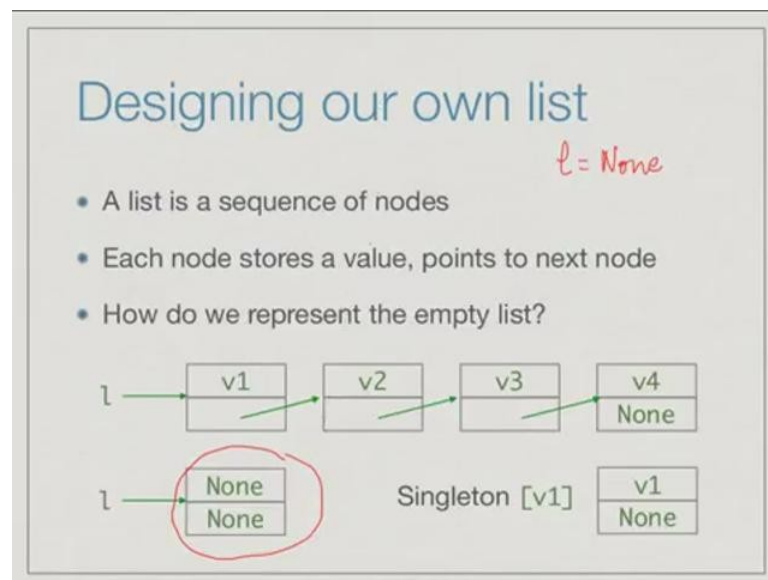 Designing our own list
l = None
• A list is a sequence of nodes
• Each node stores a value, points to next node
• How do we represent the empty list?
l v1 v2 v3 v4
None
l None Singleton [v1] v1
None None